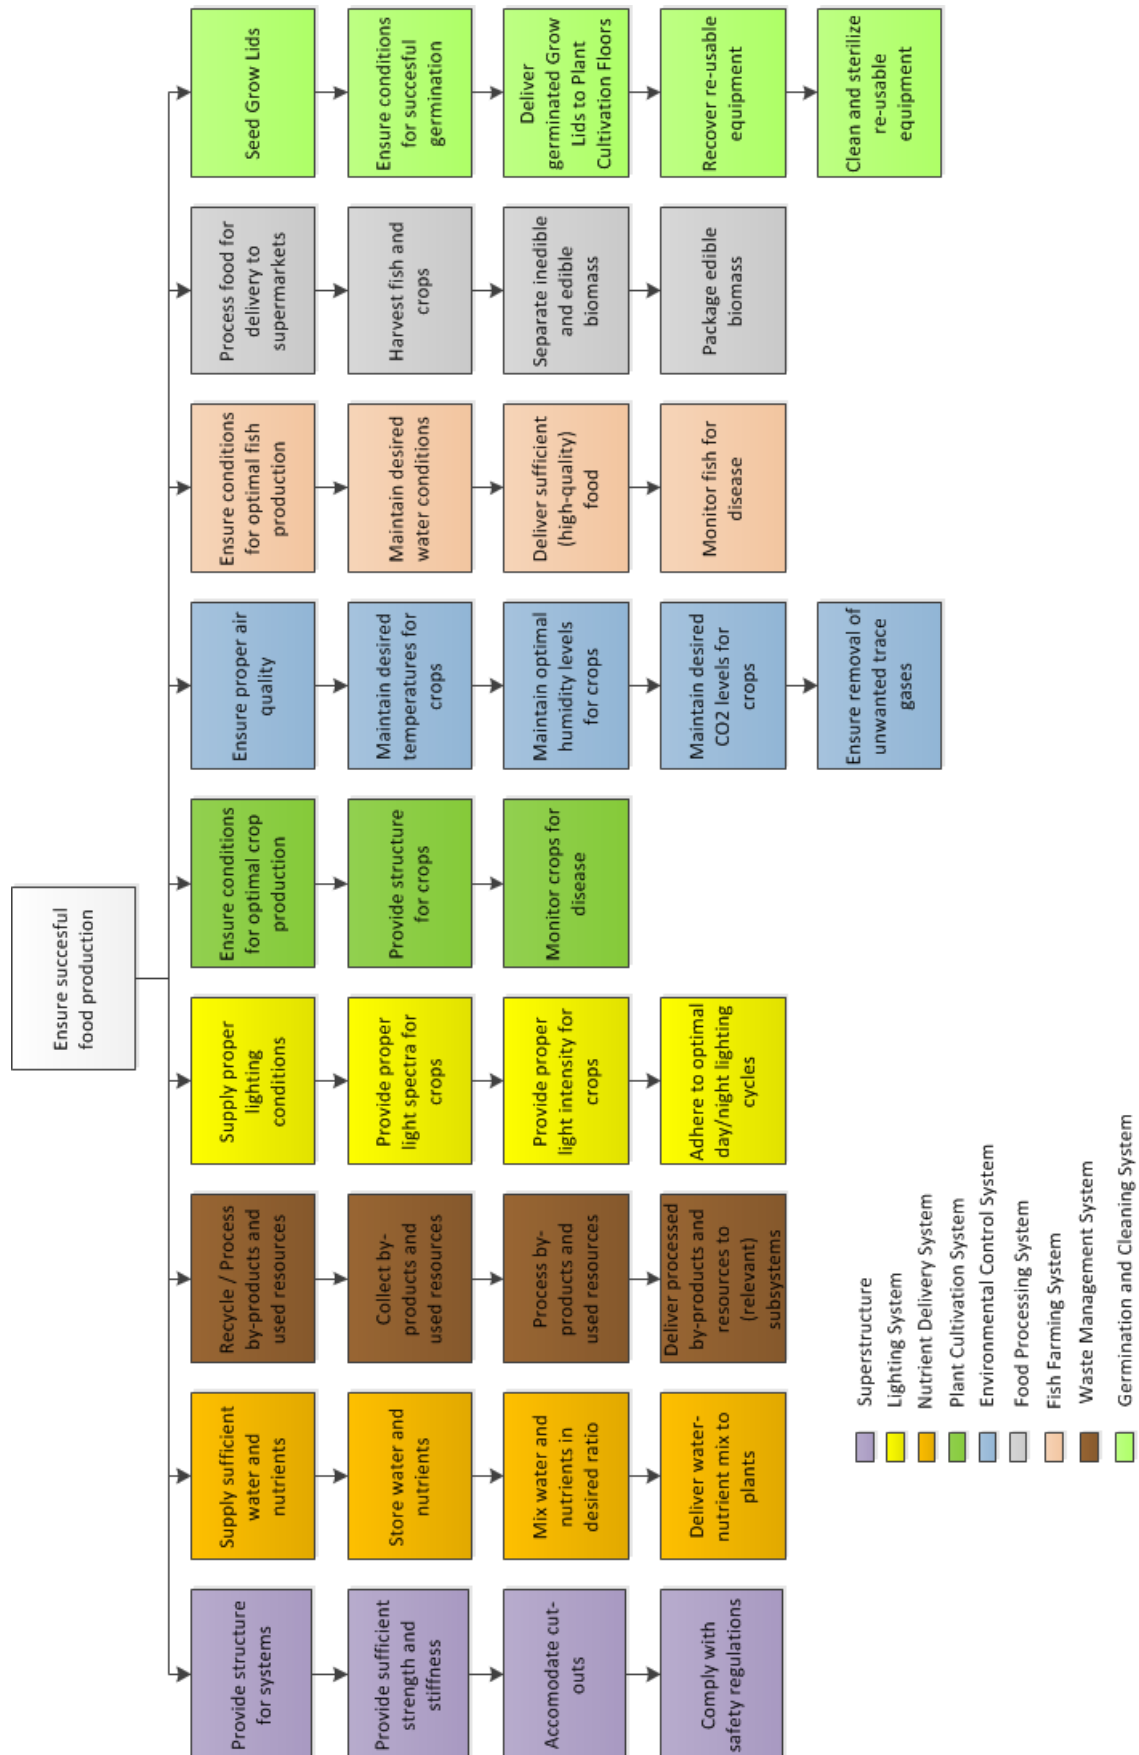 Ensure succesful
food production
Provide structure
for systems
Provide sufficient
strength and
stiffness
Accomodate cut-
outs
Comply with
safety regulations
Supply sufficient
water and
nutrients
Store water and
nutrients
Mix water and
nutrients in
desired ratio
Deliver water-
nutrient mix to
plants
Recycle / Process
by-products and
used resources
Collect by-
products and
used resources
Process by-
products and
used resources
Deliver processed
by-products and
resources to
(relevant)
subsystems
Supply proper
lighting
conditions
Provide proper
light spectra for
crops
Provide proper
light intensity for
crops
Adhere to optimal
day/night lighting
cycles
Ensure conditions
for optimal crop
production
Provide structure
for crops
Monitor crops for
disease
Ensure proper air
quality
Maintain desired
temperatures for
crops
Maintain optimal
humidity levels
for crops
Maintain desired
CO2 levels for
crops
Ensure removal of
unwanted trace
gases
Ensure conditions
for optimal fish
production
Maintain desired
water conditions
Deliver sufficient
(high-quality)
food
Monitor fish for
disease
Process food for
delivery to
supermarkets
Harvest fish and
crops
Separate inedible
and edible
biomass
Package edible
biomass
Seed Grow Lids
Ensure conditions
for succesful
germination
Deliver
germinated Grow
Lids to Plant
Cultivation Floors
Recover re-usable
equipment
Clean and sterilize
re-usable
equipment
Superstructure
Lighting System
Nutrient Delivery System
Plant Cultivation System
Environmental Control System
Food Processing System
Fish Farming System
Waste Management System
Germination and Cleaning System